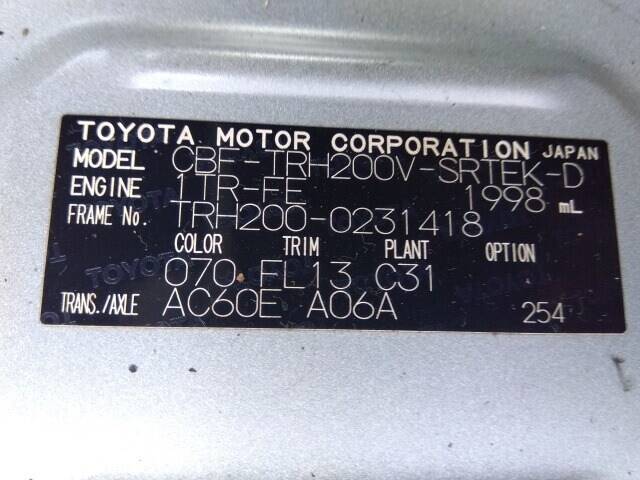 TOYOTA MOTOR CORPORATION JAPAN
MODEL CBF-TRH200V-SRTEK-D
ENGINE 1TR-FE 1998 mL
FRAME No. TRH200-0231418
COLOR TRIM PLANT OPTION
070 FL13 C31
TRANS./AXLE AC60E A06A 254